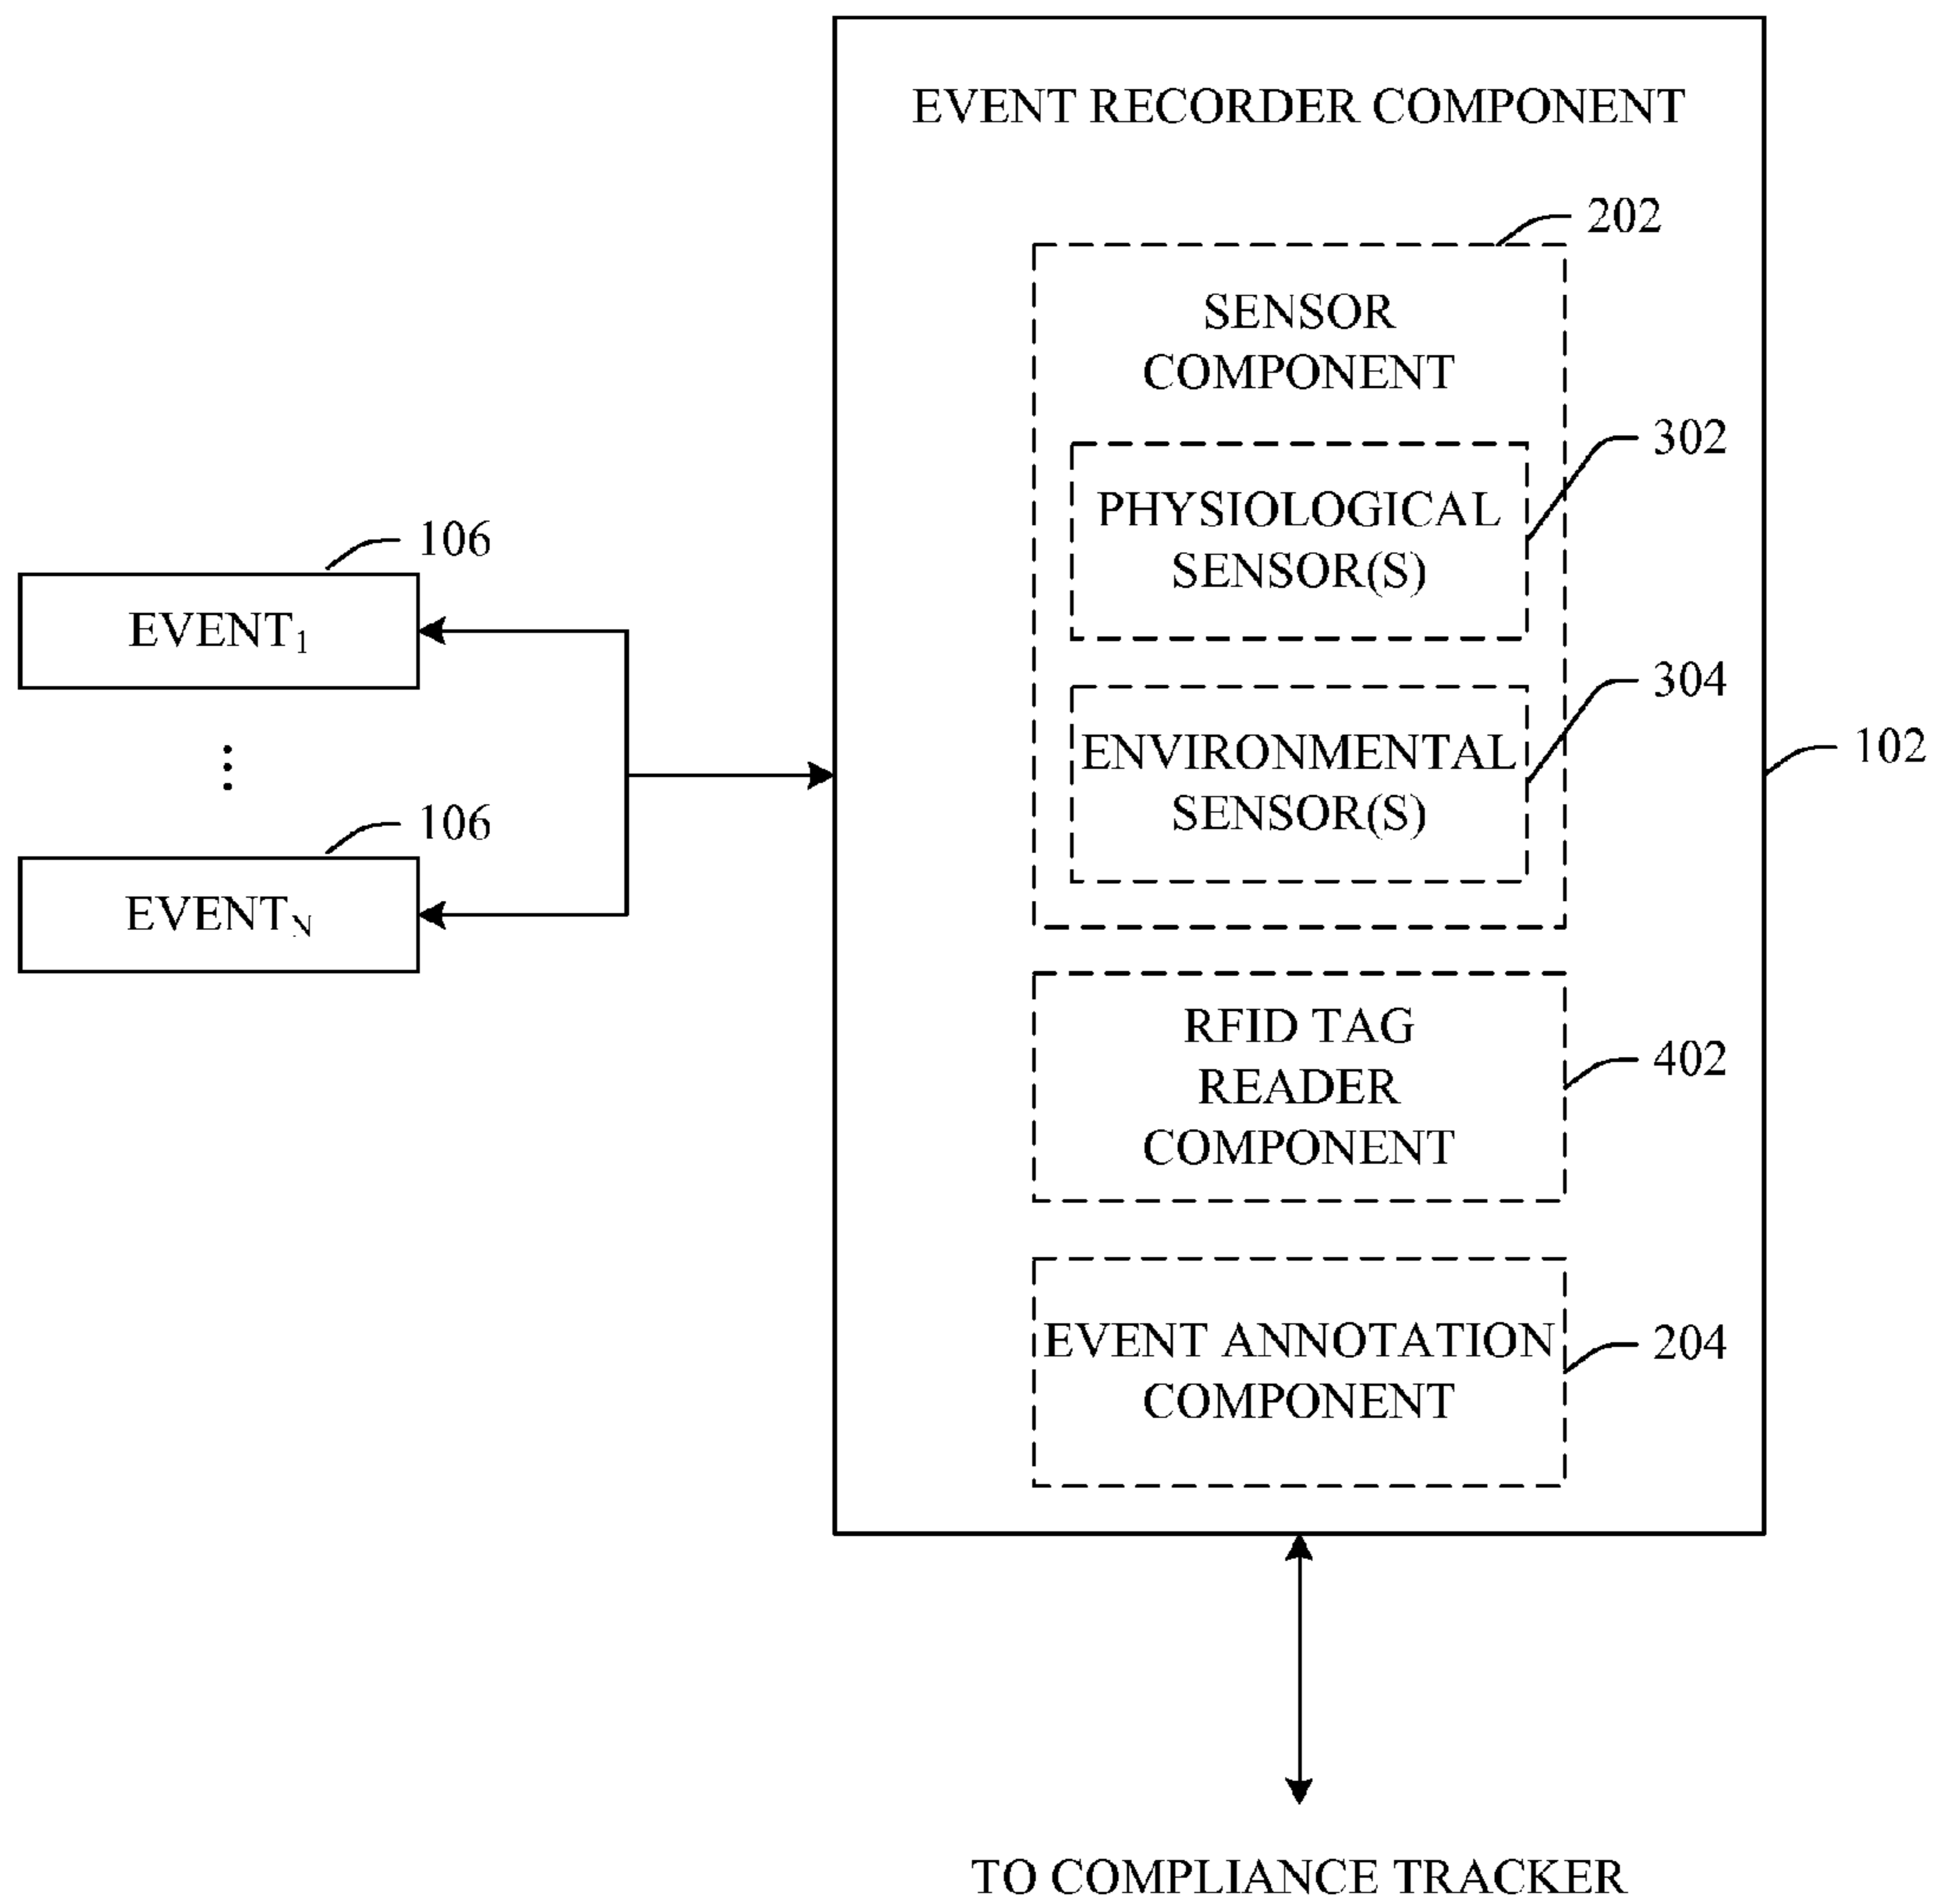 EVENT RECORDER COMPONENT
202
SENSOR
COMPONENT
302
PHYSIOLOGICAL
SENSOR(S)
106
EVENT1
304
ENVIRONMENTAL
SENSOR(S)
102
106
EVENTN
RFID TAG
READER
COMPONENT
402
EVENT ANNOTATION
COMPONENT
204
TO COMPLIANCE TRACKER